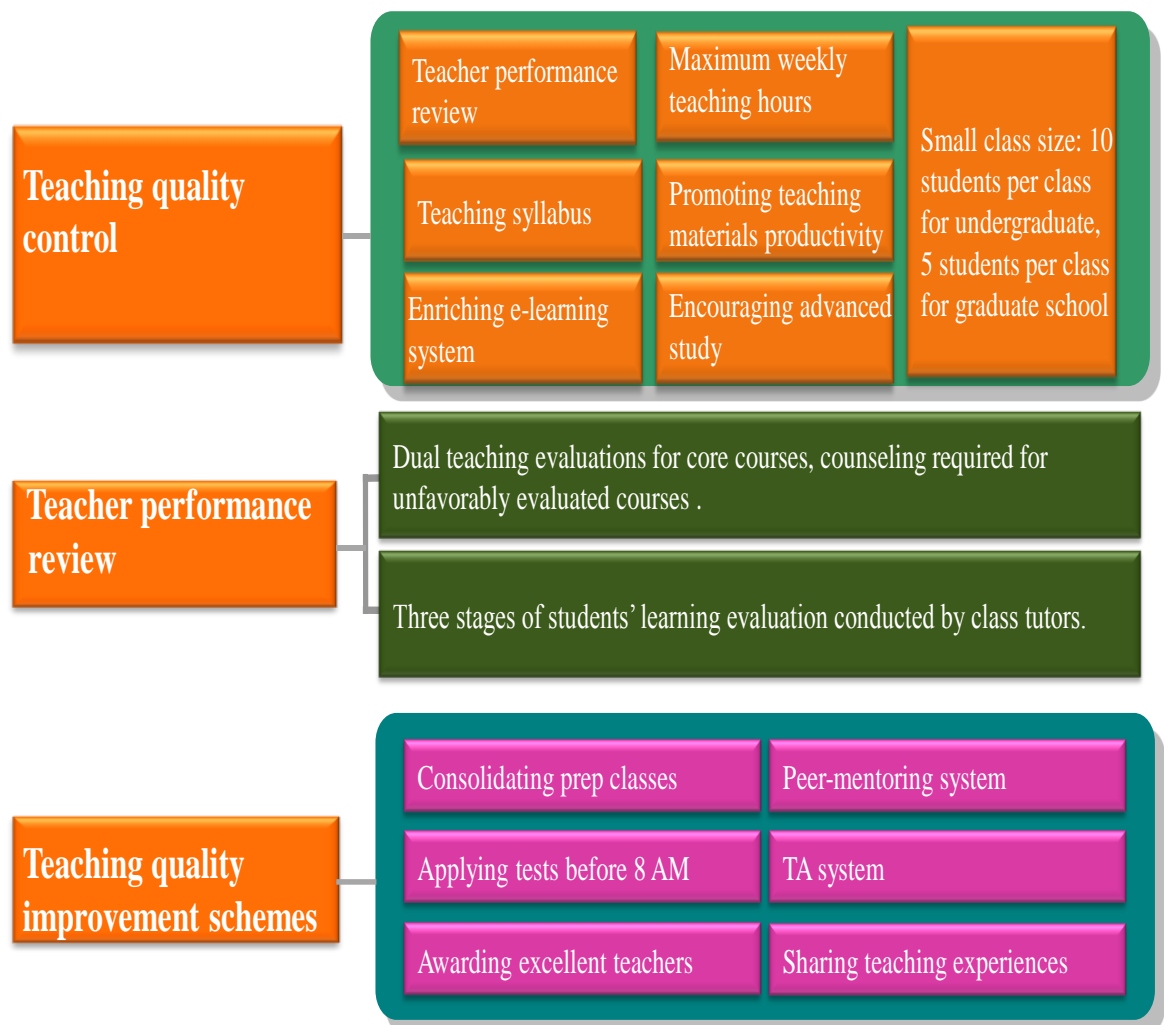 Teaching quality
control
Teacher performance
review
Maximum weekly
teaching hours
Teaching syllabus
Promoting teaching
materials productivity
Enriching e-learning
system
Encouraging advanced
study
Small class size: 10
students per class
for undergraduate,
5 students per class
for graduate school
Teacher performance
review
Dual teaching evaluations for core courses, counseling required for
unfavorably evaluated courses .
Three stages of students’ learning evaluation conducted by class tutors.
Teaching quality
improvement schemes
Consolidating prep classes
Peer-mentoring system
Applying tests before 8 AM
TA system
Awarding excellent teachers
Sharing teaching experiences